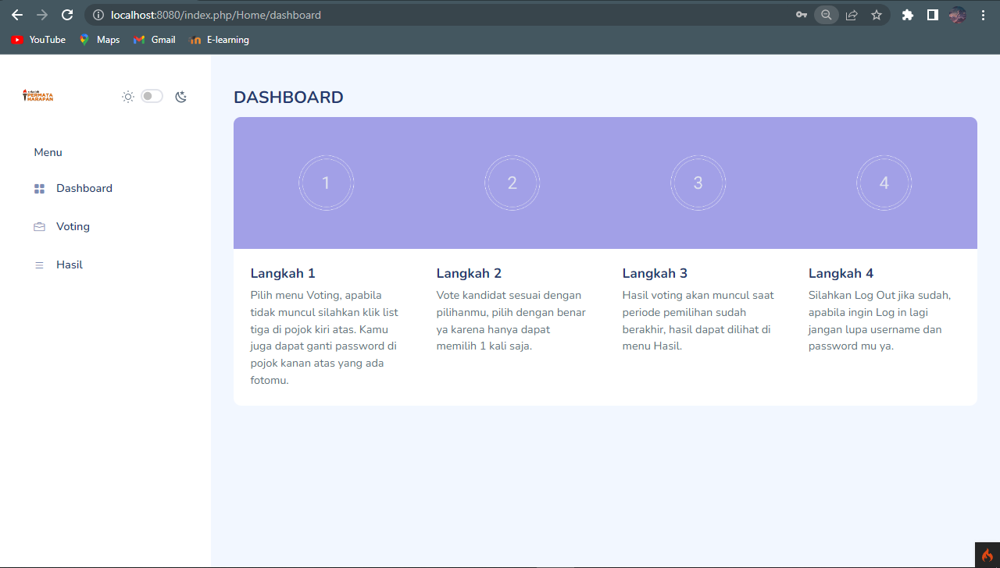 localhost:8080/index.php/Home/dashboard
YouTube
Maps
Gmail
E-learning
sekolah
PERMATA
HARAPAN
Menu
Dashboard
Voting
Hasil
DASHBOARD
1
2
3
4
Langkah 1
Pilih menu Voting, apabila
tidak muncul silahkan klik list
tiga di pojok kiri atas. Kamu
juga dapat ganti password di
pojok kanan atas yang ada
fotomu.
Langkah 2
Vote kandidat sesuai dengan
pilihanmu, pilih dengan benar
ya karena hanya dapat
memilih 1 kali saja.
Langkah 3
Hasil voting akan muncul saat
periode pemilihan sudah
berakhir, hasil dapat dilihat di
menu Hasil.
Langkah 4
Silahkan Log Out jika sudah,
apabila ingin Log in lagi
jangan lupa username dan
password mu ya.